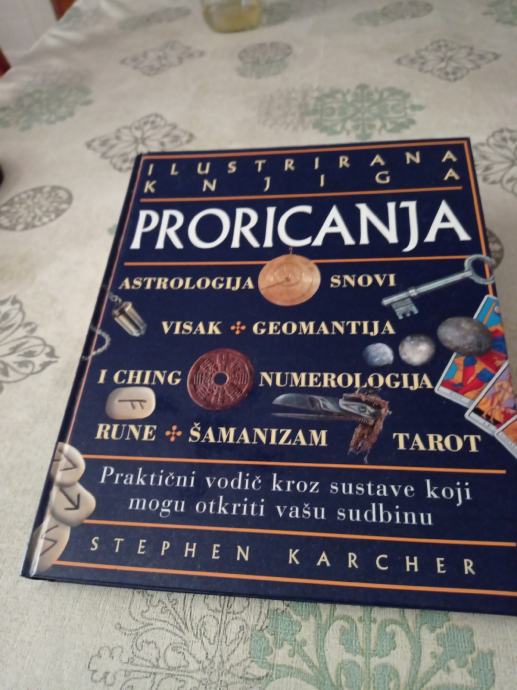 ILUSTRIRANA
KNJIGA
PRORICANJA
ASTROLOGIJA SNOVI
VISAK GEOMANTIJA
I CHING NUMEROLOGIJA
RUNE ŠAMANIZAM TAROT
Praktični vodič kroz sustave koji
mogu otkriti vašu sudbinu
STEPHEN KARCHER